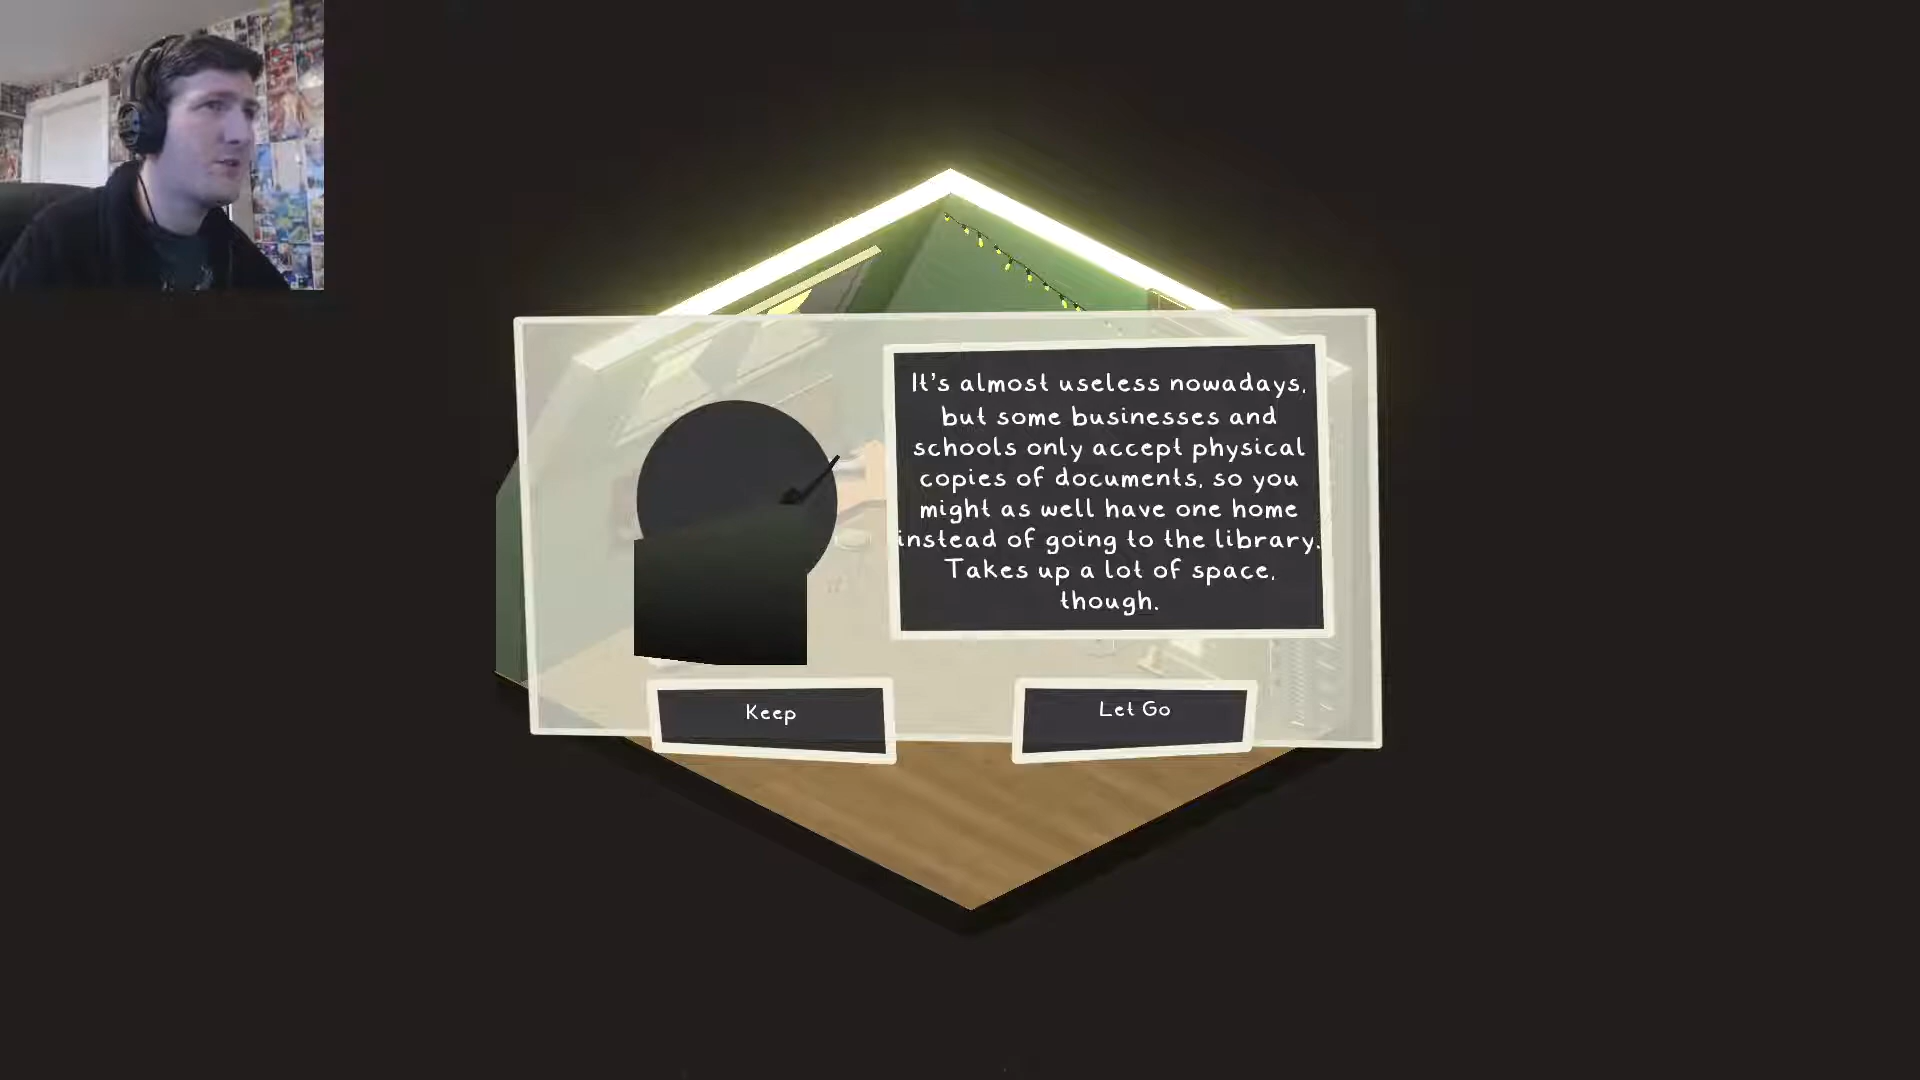 It's almost useless nowadays,
but some businesses and
schools only accept physical
copies of documents, so you
might as well have one home
instead of going to the library.
Takes up a lot of space,
though.
Keep
Let Go